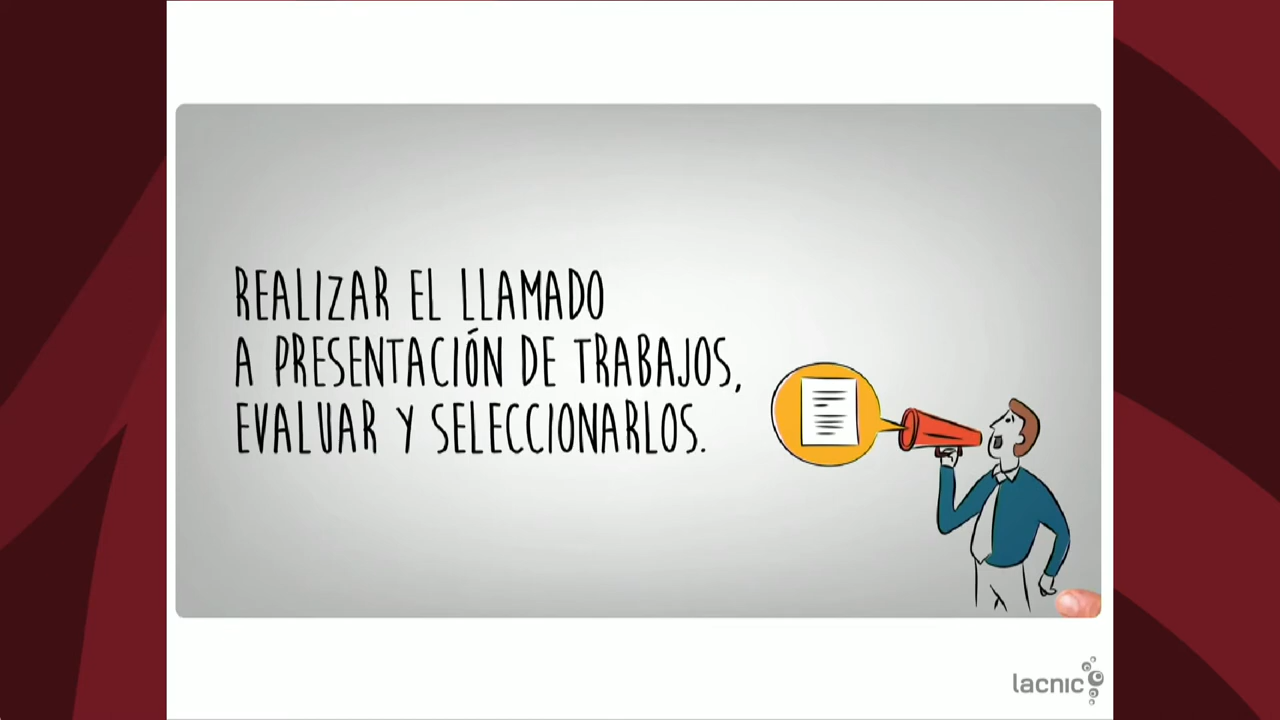 REALIZAR EL LLAMADO
A PRESENTACIÓN DE TRABAJOS,
EVALUAR Y SELECCIONARLOS.
lacnic